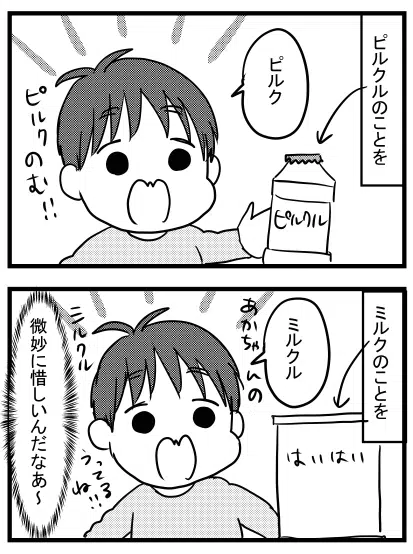 ピルクルのことを
ピルク
ピルクル
ピルクのむ!!
ミルクのことを
ミルクル
はいはい
あかちゃんの
ミルクル
うってるね!!
微妙に惜しいんだなあ〜